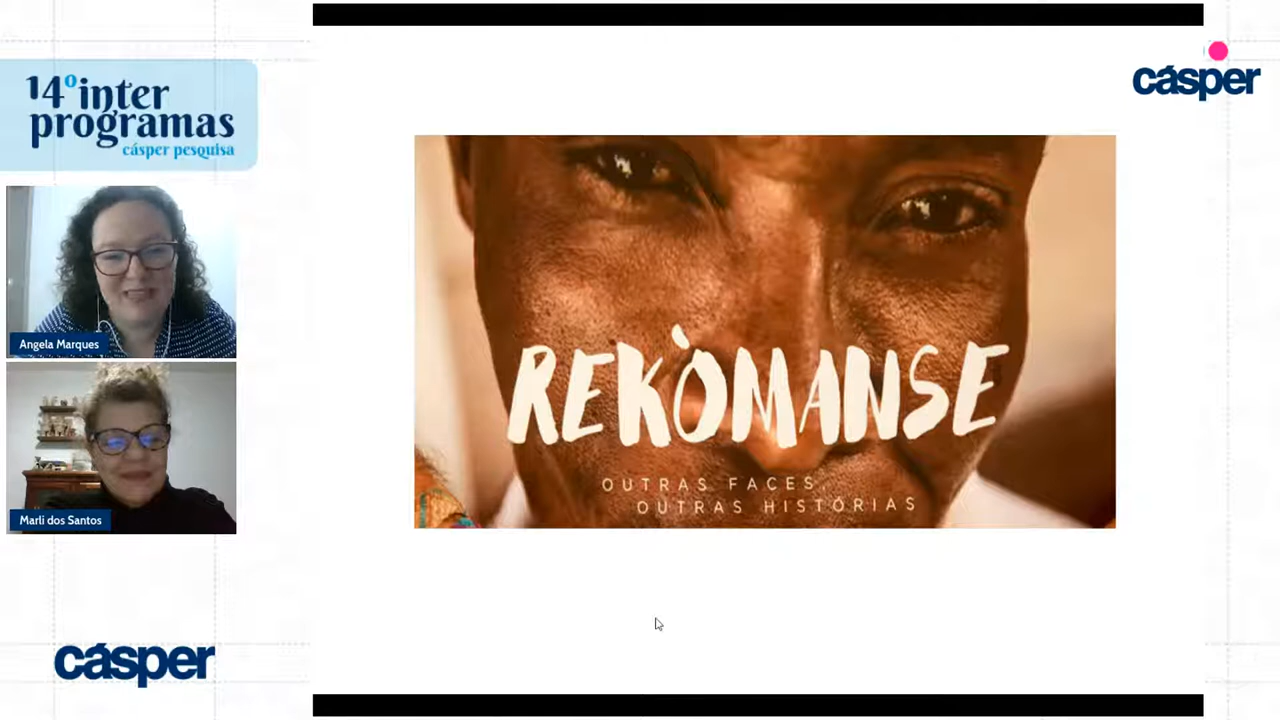 14º inter
programas
cásper pesquisa
Angela Marques
Marli dos Santos
cásper
cásper
REKÒMANSE
OUTRAS FACES,
OUTRAS HISTÓRIAS